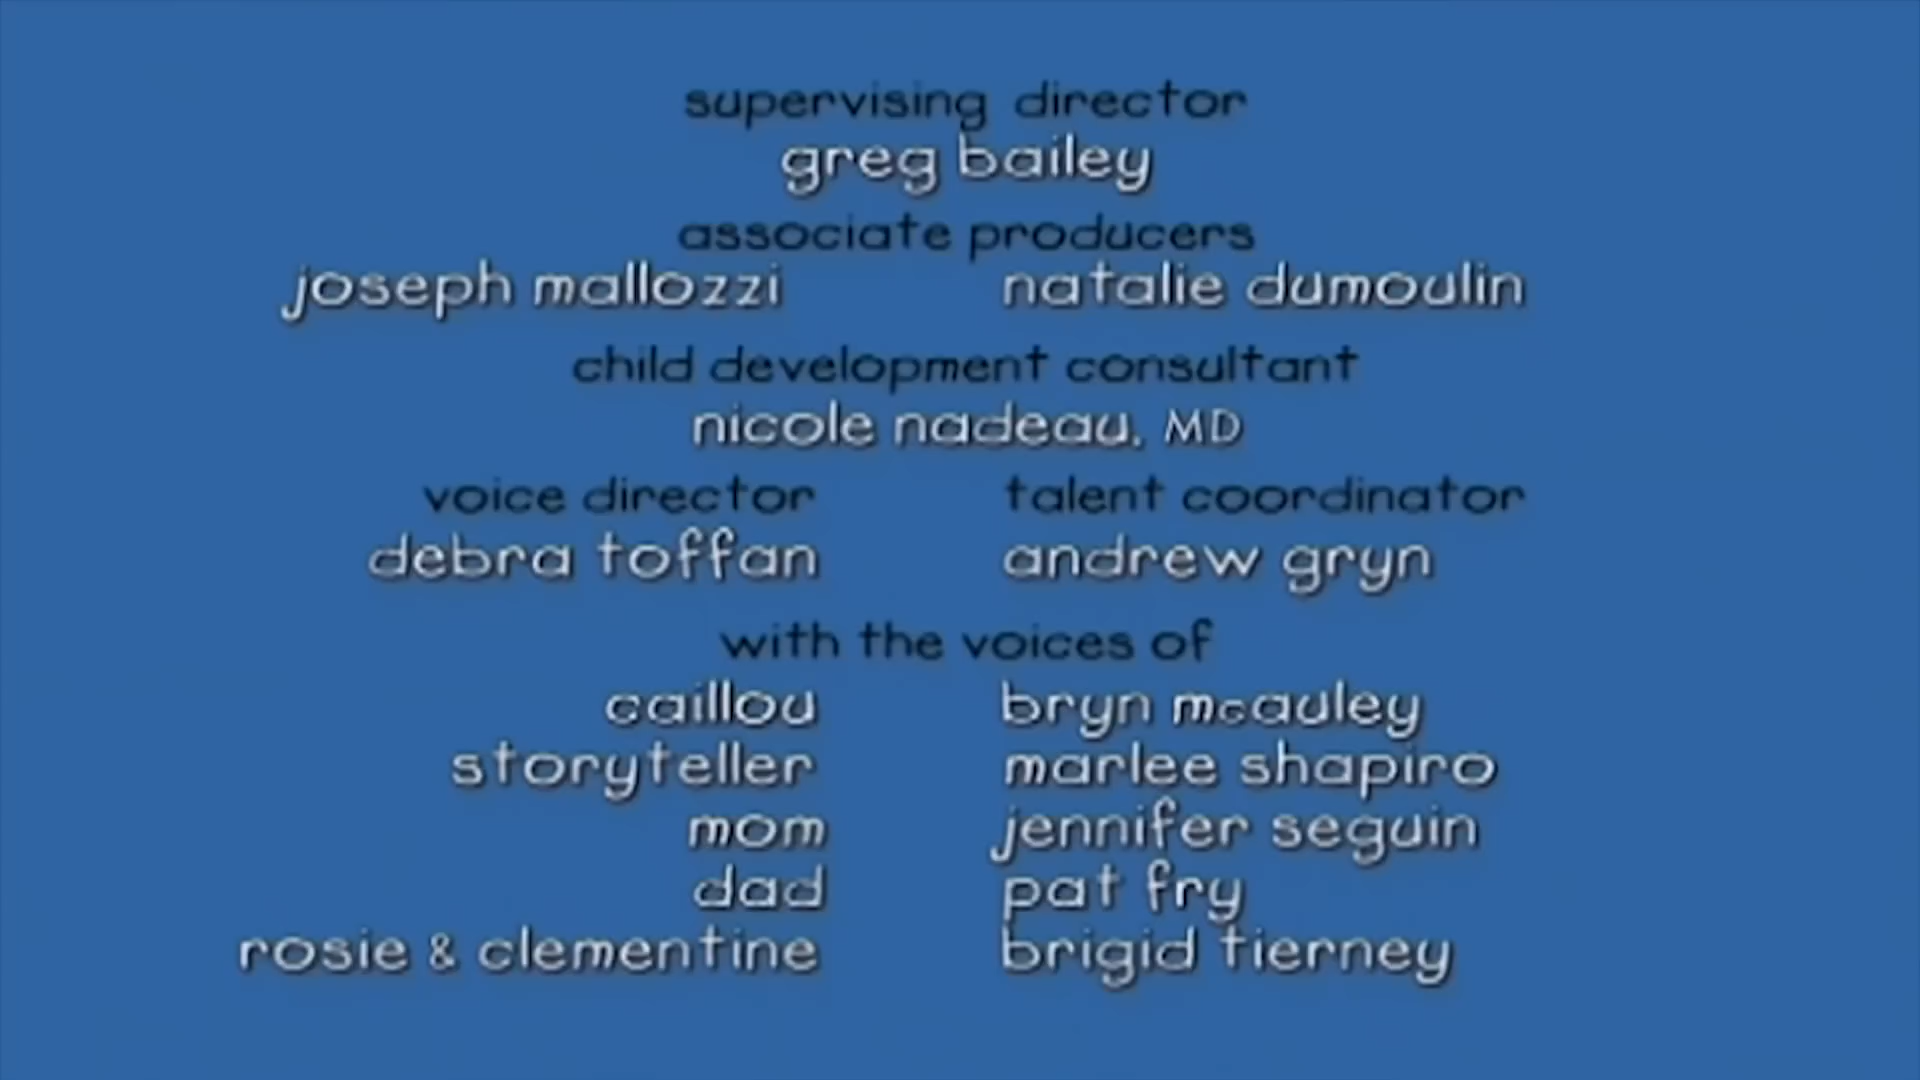 supervising director
greg bailey
associate producers
joseph mallozzi natalie dumoulin
child development consultant
nicole nadeau, MD
voice director talent coordinator
debra toffan andrew gryn
with the voices of
caillou bryn mcauley
storyteller marlee shapiro
mom jennifer seguin
dad pat fry
rosie & clementine brigid tierney